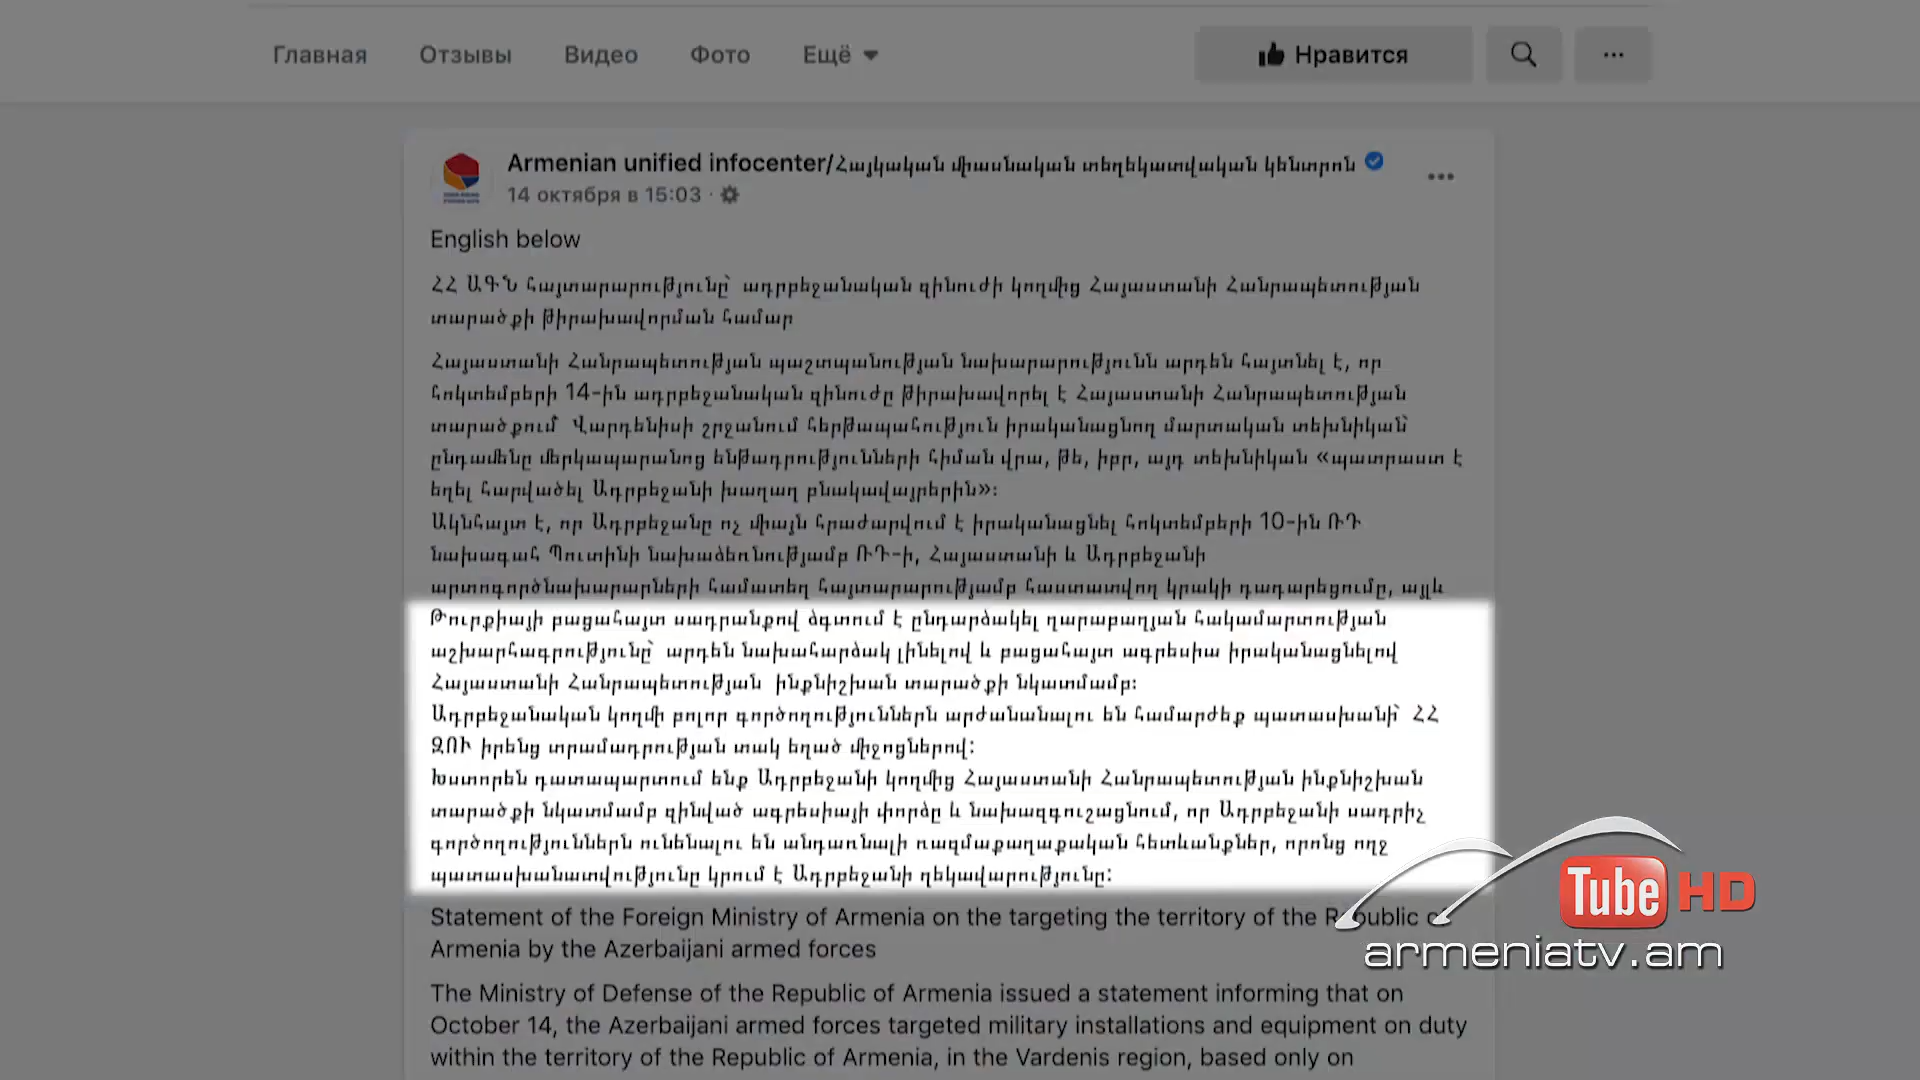 Главная Отзывы Видео Фото Ещё Нравится
Armenian unified infocenter/Հայկական միասնական տեղեկատվական կենտրոն
14 октября в 15:03
English below
ՀՀ ԱԳՆ հայտարարությունը՝ ադրբեջանական զինուժի կողմից Հայաստանի Հանրապետության
տարածքի թիրախավորման համար
Հայաստանի Հանրապետության պաշտպանության նախարարությունն արդեն հայտնել է, որ
հոկտեմբերի 14-ին ադրբեջանական զինուժը թիրախավորել է Հայաստանի Հանրապետության
տարածքում՝ Վարդենիսի շրջանում հերթապահություն իրականացնող մարտական տեխնիկան՝
ընդամենը մերկապարանոց ենթադրությունների հիման վրա, թե, իբր, այդ տեխնիկան «պատրաստ է
եղել հարվածել Ադրբեջանի խաղաղ բնակավայրերին»:
Ակնհայտ է, որ Ադրբեջանը ոչ միայն հրաժարվում է իրականացնել հոկտեմբերի 10-ին ՌԴ
նախագահ Պուտինի նախաձեռնությամբ ՌԴ-ի, Հայաստանի և Ադրբեջանի
արտոգործնախարարների համատեղ հայտարարությամբ հաստատվող կրակի դադարեցումը, այլև
Թուրքիայի բացահայտ սադրանքով ձգտում է ընդարձակել ղարաբաղյան հակամարտության
աշխարհագրությունը՝ արդեն նախահարձակ լինելով և բացահայտ ագրեսիա իրականացնելով
Հայաստանի Հանրապետության ինքնիշխան տարածքի նկատմամբ:
Ադրբեջանական կողմի բոլոր գործողություններն արժանանալու են համարժեք պատասխանի՝ ՀՀ
ԶՈՒ իրենց տրամադրության տակ եղած միջոցներով:
Խստորեն դատապարտում ենք Ադրբեջանի կողմից Հայաստանի Հանրապետության ինքնիշխան
տարածքի նկատմամբ զինված ագրեսիայի փորձը և նախազգուշացնում, որ Ադրբեջանի սադրիչ
գործողություններն ունենալու են անդառնալի ռազմաքաղաքական հետևանքներ, որոնց ողջ
պատասխանատվությունը կրում է Ադրբեջանի ղեկավարությունը:
Statement of the Foreign Ministry of Armenia on the targeting the territory of the Republic of
Armenia by the Azerbaijani armed forces
The Ministry of Defense of the Republic of Armenia issued a statement informing that on
October 14, the Azerbaijani armed forces targeted military installations and equipment on duty
within the territory of the Republic of Armenia, in the Vardenis region, based only on
Tube HD
armeniatv.am